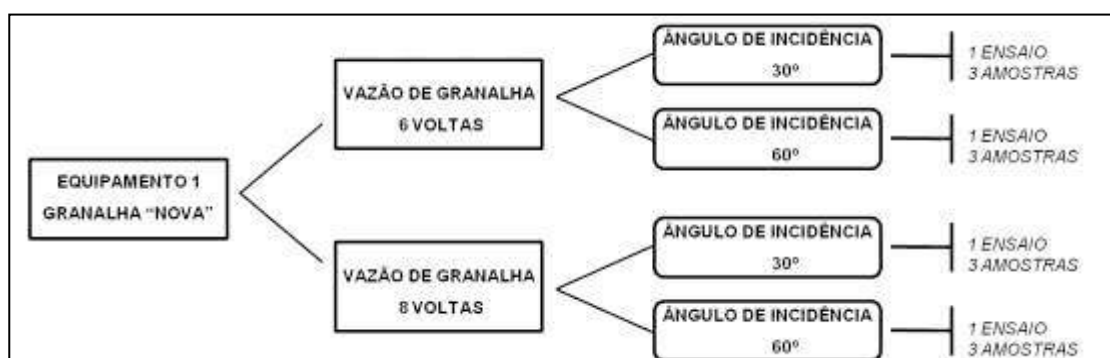 EQUIPAMENTO 1
GRANALHA “NOVA”
VAZÃO DE GRANALHA
6 VOLTAS
ÂNGULO DE INCIDÊNCIA
30º
1 ENSAIO
3 AMOSTRAS
ÂNGULO DE INCIDÊNCIA
60º
1 ENSAIO
3 AMOSTRAS
VAZÃO DE GRANALHA
8 VOLTAS
ÂNGULO DE INCIDÊNCIA
30º
1 ENSAIO
3 AMOSTRAS
ÂNGULO DE INCIDÊNCIA
60º
1 ENSAIO
3 AMOSTRAS